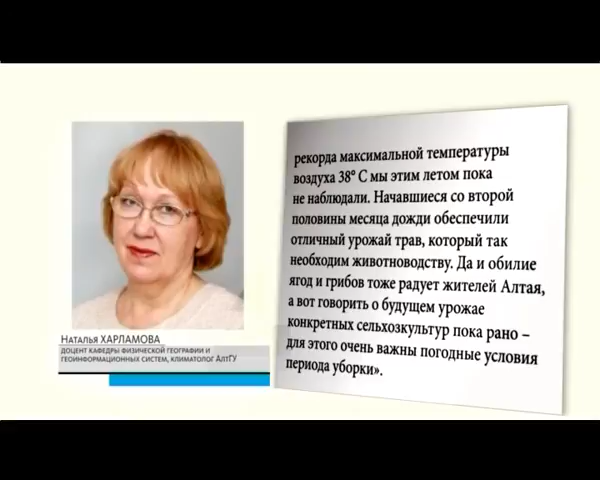 рекорда максимальной температуры
воздуха 38° С мы этим летом пока
не наблюдали. Начавшиеся со второй
половины месяца дожди обеспечили
отличный урожай трав, который так
необходим животноводству. Да и обилие
ягод и грибов тоже радует жителей Алтая,
а вот говорить о будущем урожае
конкретных сельхозкультур пока рано –
для этого очень важны погодные условия
периода уборки».
Наталья ХАРЛАМОВА
доцент кафедры физической географии и
геоинформационных систем, климатолог АлтГУ